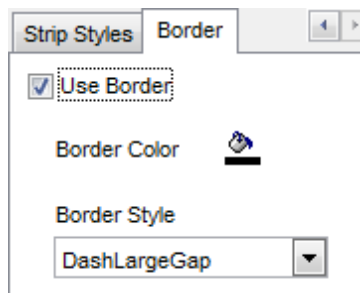 Strip Styles Border
Use Border
Border Color
Border Style
DashLargeGap